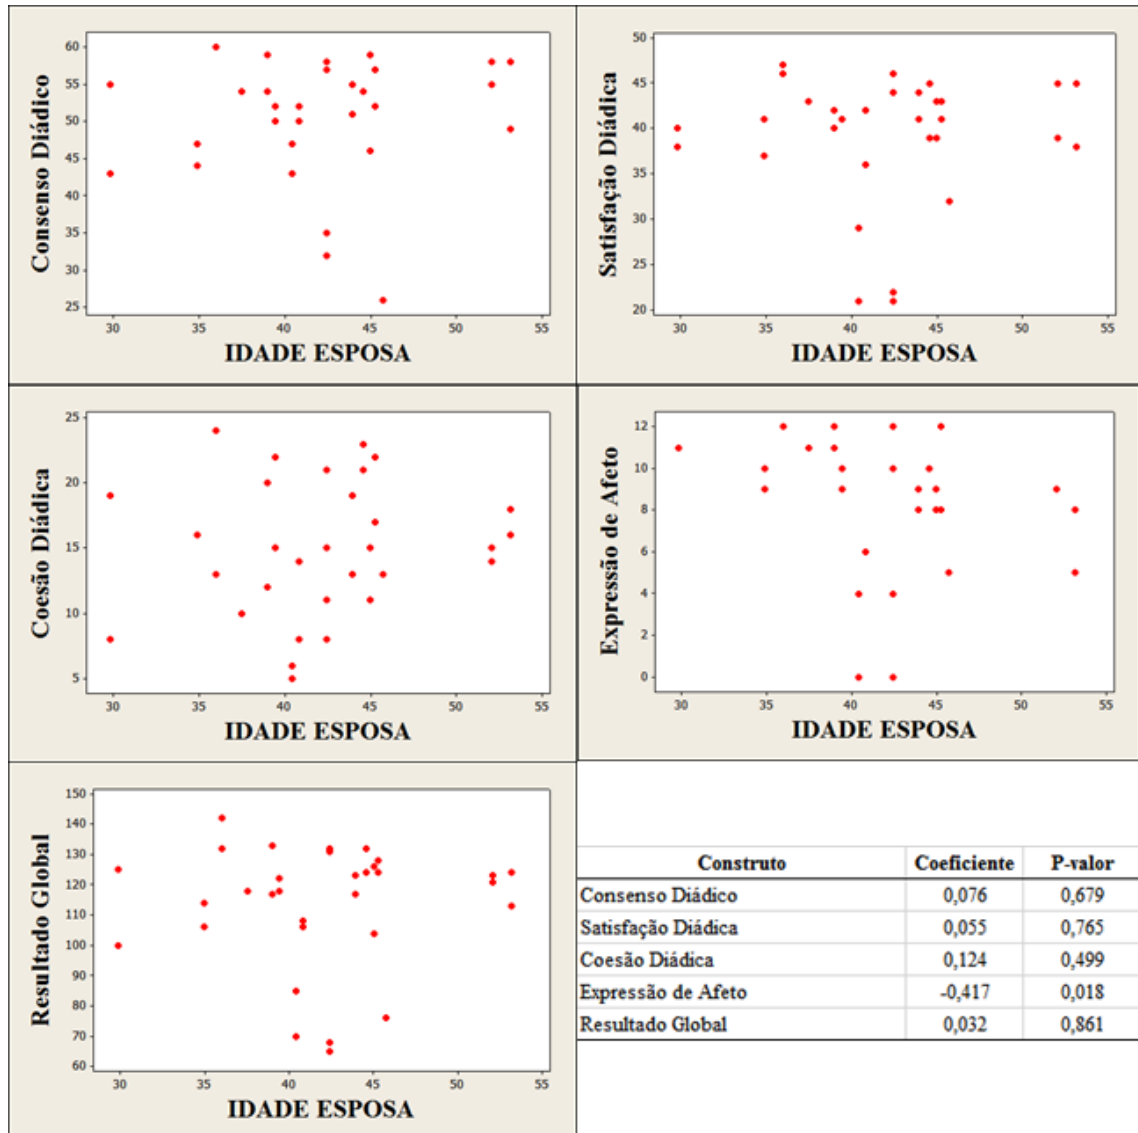 Consenso Diádico
60
55
50
45
40
35
30
25
30 35 40 45 50 55
IDADE ESPOSA
Satisfação Diádica
50
45
40
35
30
25
20
30 35 40 45 50 55
IDADE ESPOSA
Coesão Diádica
25
20
15
10
5
30 35 40 45 50 55
IDADE ESPOSA
Expressão de Afeto
12
10
8
6
4
2
0
30 35 40 45 50 55
IDADE ESPOSA
Resultado Global
150
140
130
120
110
100
90
80
70
60
30 35 40 45 50 55
IDADE ESPOSA
Construto Coeficiente P-valor
Consenso Diádico 0,076 0,679
Satisfação Diádica 0,055 0,765
Coesão Diádica 0,124 0,499
Expressão de Afeto -0,417 0,018
Resultado Global 0,032 0,861